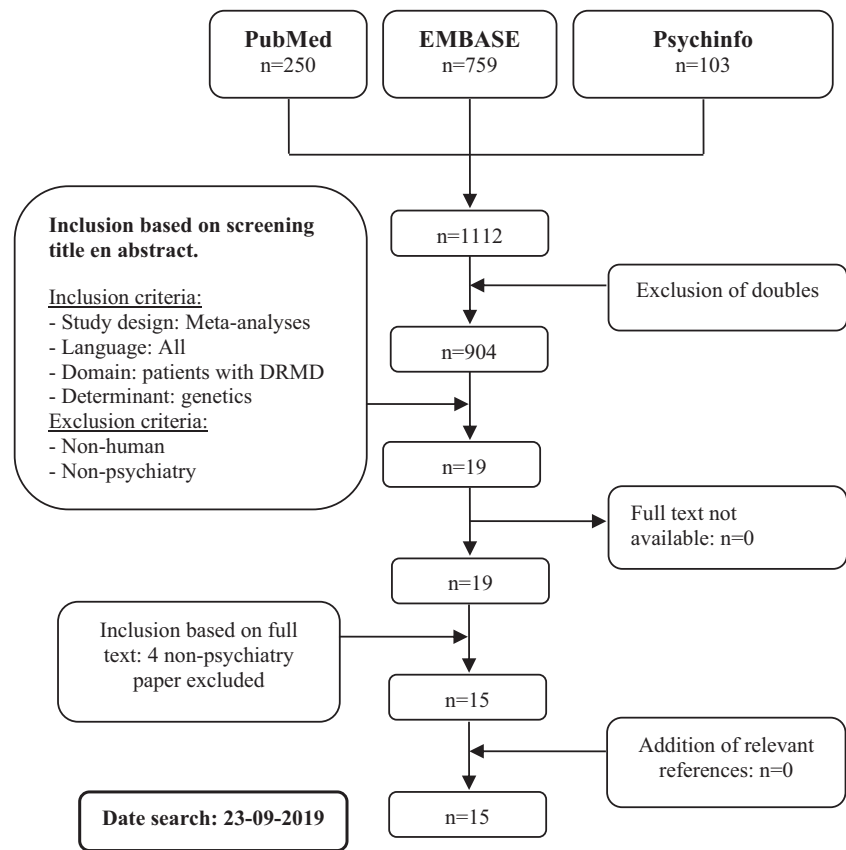 PubMed
n=250
EMBASE
n=759
Psychinfo
n=103
n=1112
Inclusion based on screening
title en abstract.
Inclusion criteria:
- Study design: Meta-analyses
- Language: All
- Domain: patients with DRMD
- Determinant: genetics
Exclusion criteria:
- Non-human
- Non-psychiatry
Exclusion of doubles
n=904
n=19
Full text not
available: n=0
n=19
Inclusion based on full
text: 4 non-psychiatry
paper excluded
n=15
Addition of relevant
references: n=0
Date search: 23-09-2019
n=15